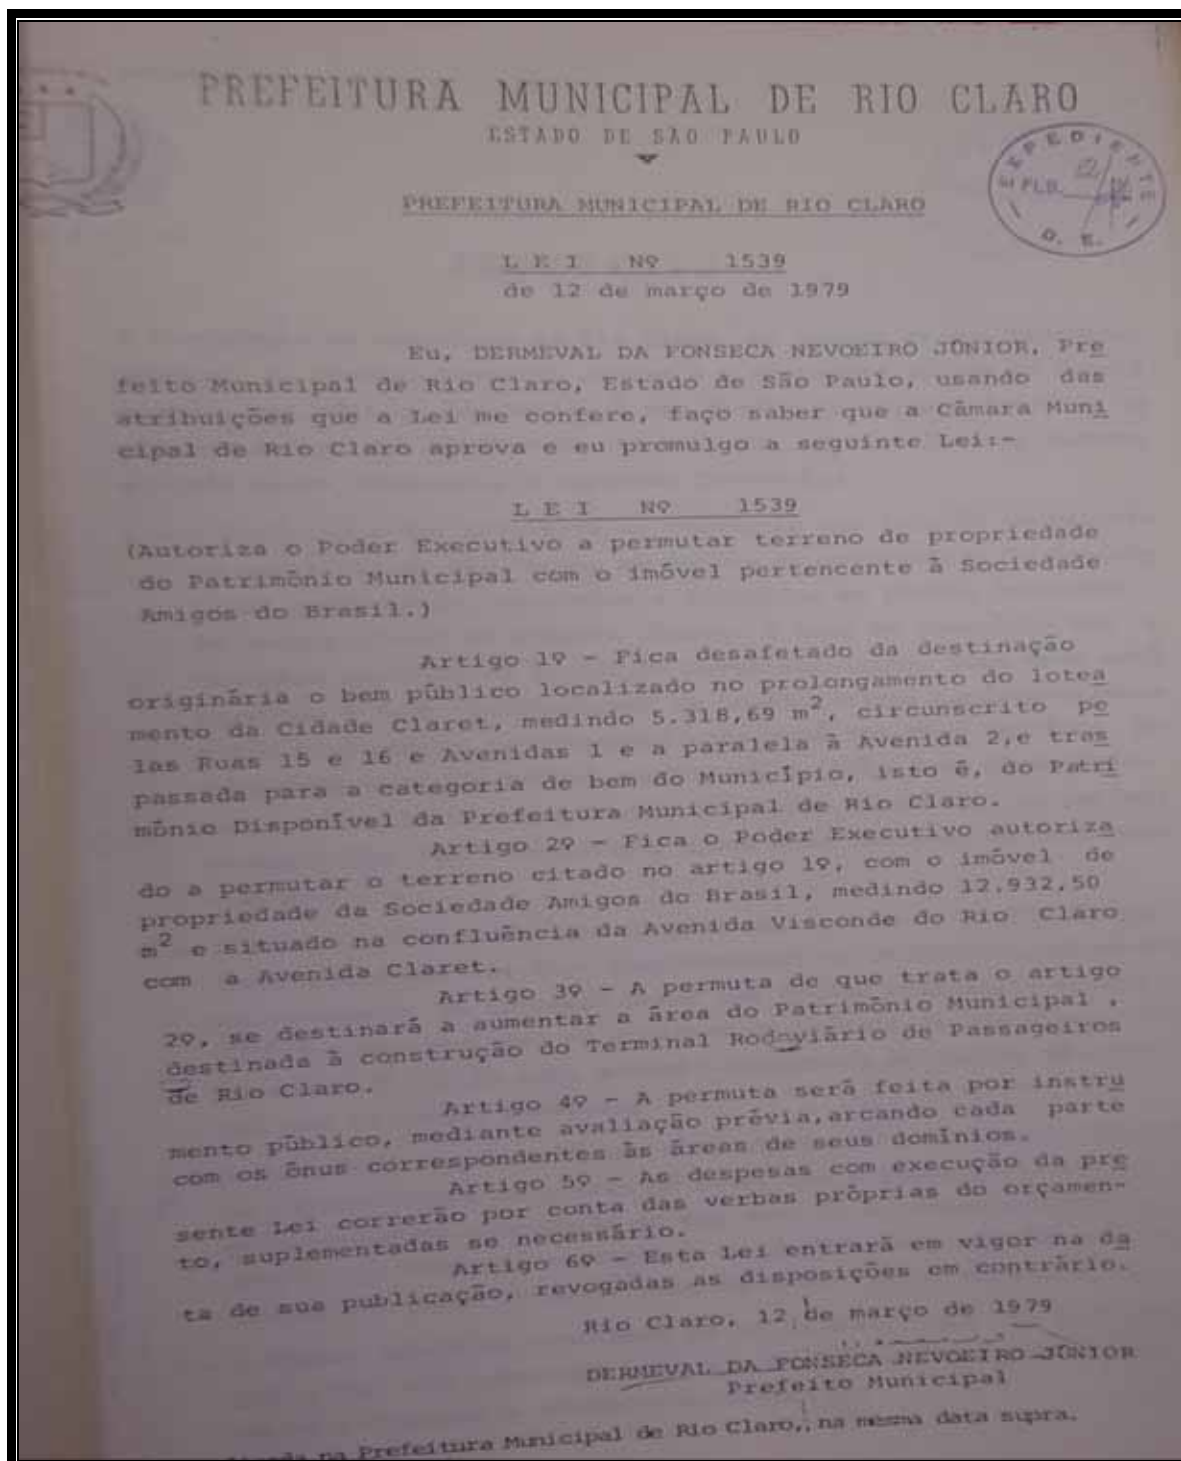 PREFEITURA MUNICIPAL DE RIO CLARO
ESTADO DE SÃO PAULO
EXPEDIENTE
FLS.
D. E.
PREFEITURA MUNICIPAL DE RIO CLARO
L E I Nº 1539
de 12 de março de 1979
Eu, DERMEVAL DA FONSECA NEVOEIRO JÚNIOR, Pre
feito Municipal de Rio Claro, Estado de São Paulo, usando das
atribuições que a Lei me confere, faço saber que a Câmara Muni
cipal de Rio Claro aprova e eu promulgo a seguinte Lei:-
L E I Nº 1539
(Autoriza o Poder Executivo a permutar terreno de propriedade
do Patrimônio Municipal com o imóvel pertencente à Sociedade
Amigos do Brasil.)
Artigo 1º - Fica desafetado da destinação
originária o bem público localizado no prolongamento do lotea
mento da Cidade Claret, medindo 5.318,69 m², circunscrito pe
las Ruas 15 e 16 e Avenidas 1 e a paralela à Avenida 2,e tras
passada para a categoria de bem do Município, isto é, do Patri
mônio Disponível da Prefeitura Municipal de Rio Claro.
Artigo 2º - Fica o Poder Executivo autoriza
do a permutar o terreno citado no artigo 1º, com o imóvel de
propriedade da Sociedade Amigos do Brasil, medindo 12.932,50
m² e situado na confluência da Avenida Visconde do Rio Claro
com a Avenida Claret.
Artigo 3º - A permuta de que trata o artigo
2º, se destinará a aumentar a área do Patrimônio Municipal ,
destinada à construção do Terminal Rodoviário de Passageiros
de Rio Claro.
Artigo 4º - A permuta será feita por instru
mento público, mediante avaliação prévia,arcando cada parte
com os ônus correspondentes às áreas de seus domínios.
Artigo 5º - As despesas com execução da pre
sente Lei correrão por conta das verbas próprias do orçamen-
to, suplementadas se necessário.
Artigo 6º - Esta Lei entrará em vigor na da
ta de sua publicação, revogadas as disposições em contrário.
Rio Claro, 12 de março de 1979
DERMEVAL DA FONSECA NEVOEIRO JÚNIOR
Prefeito Municipal
na Prefeitura Municipal de Rio Claro, na mesma data supra.